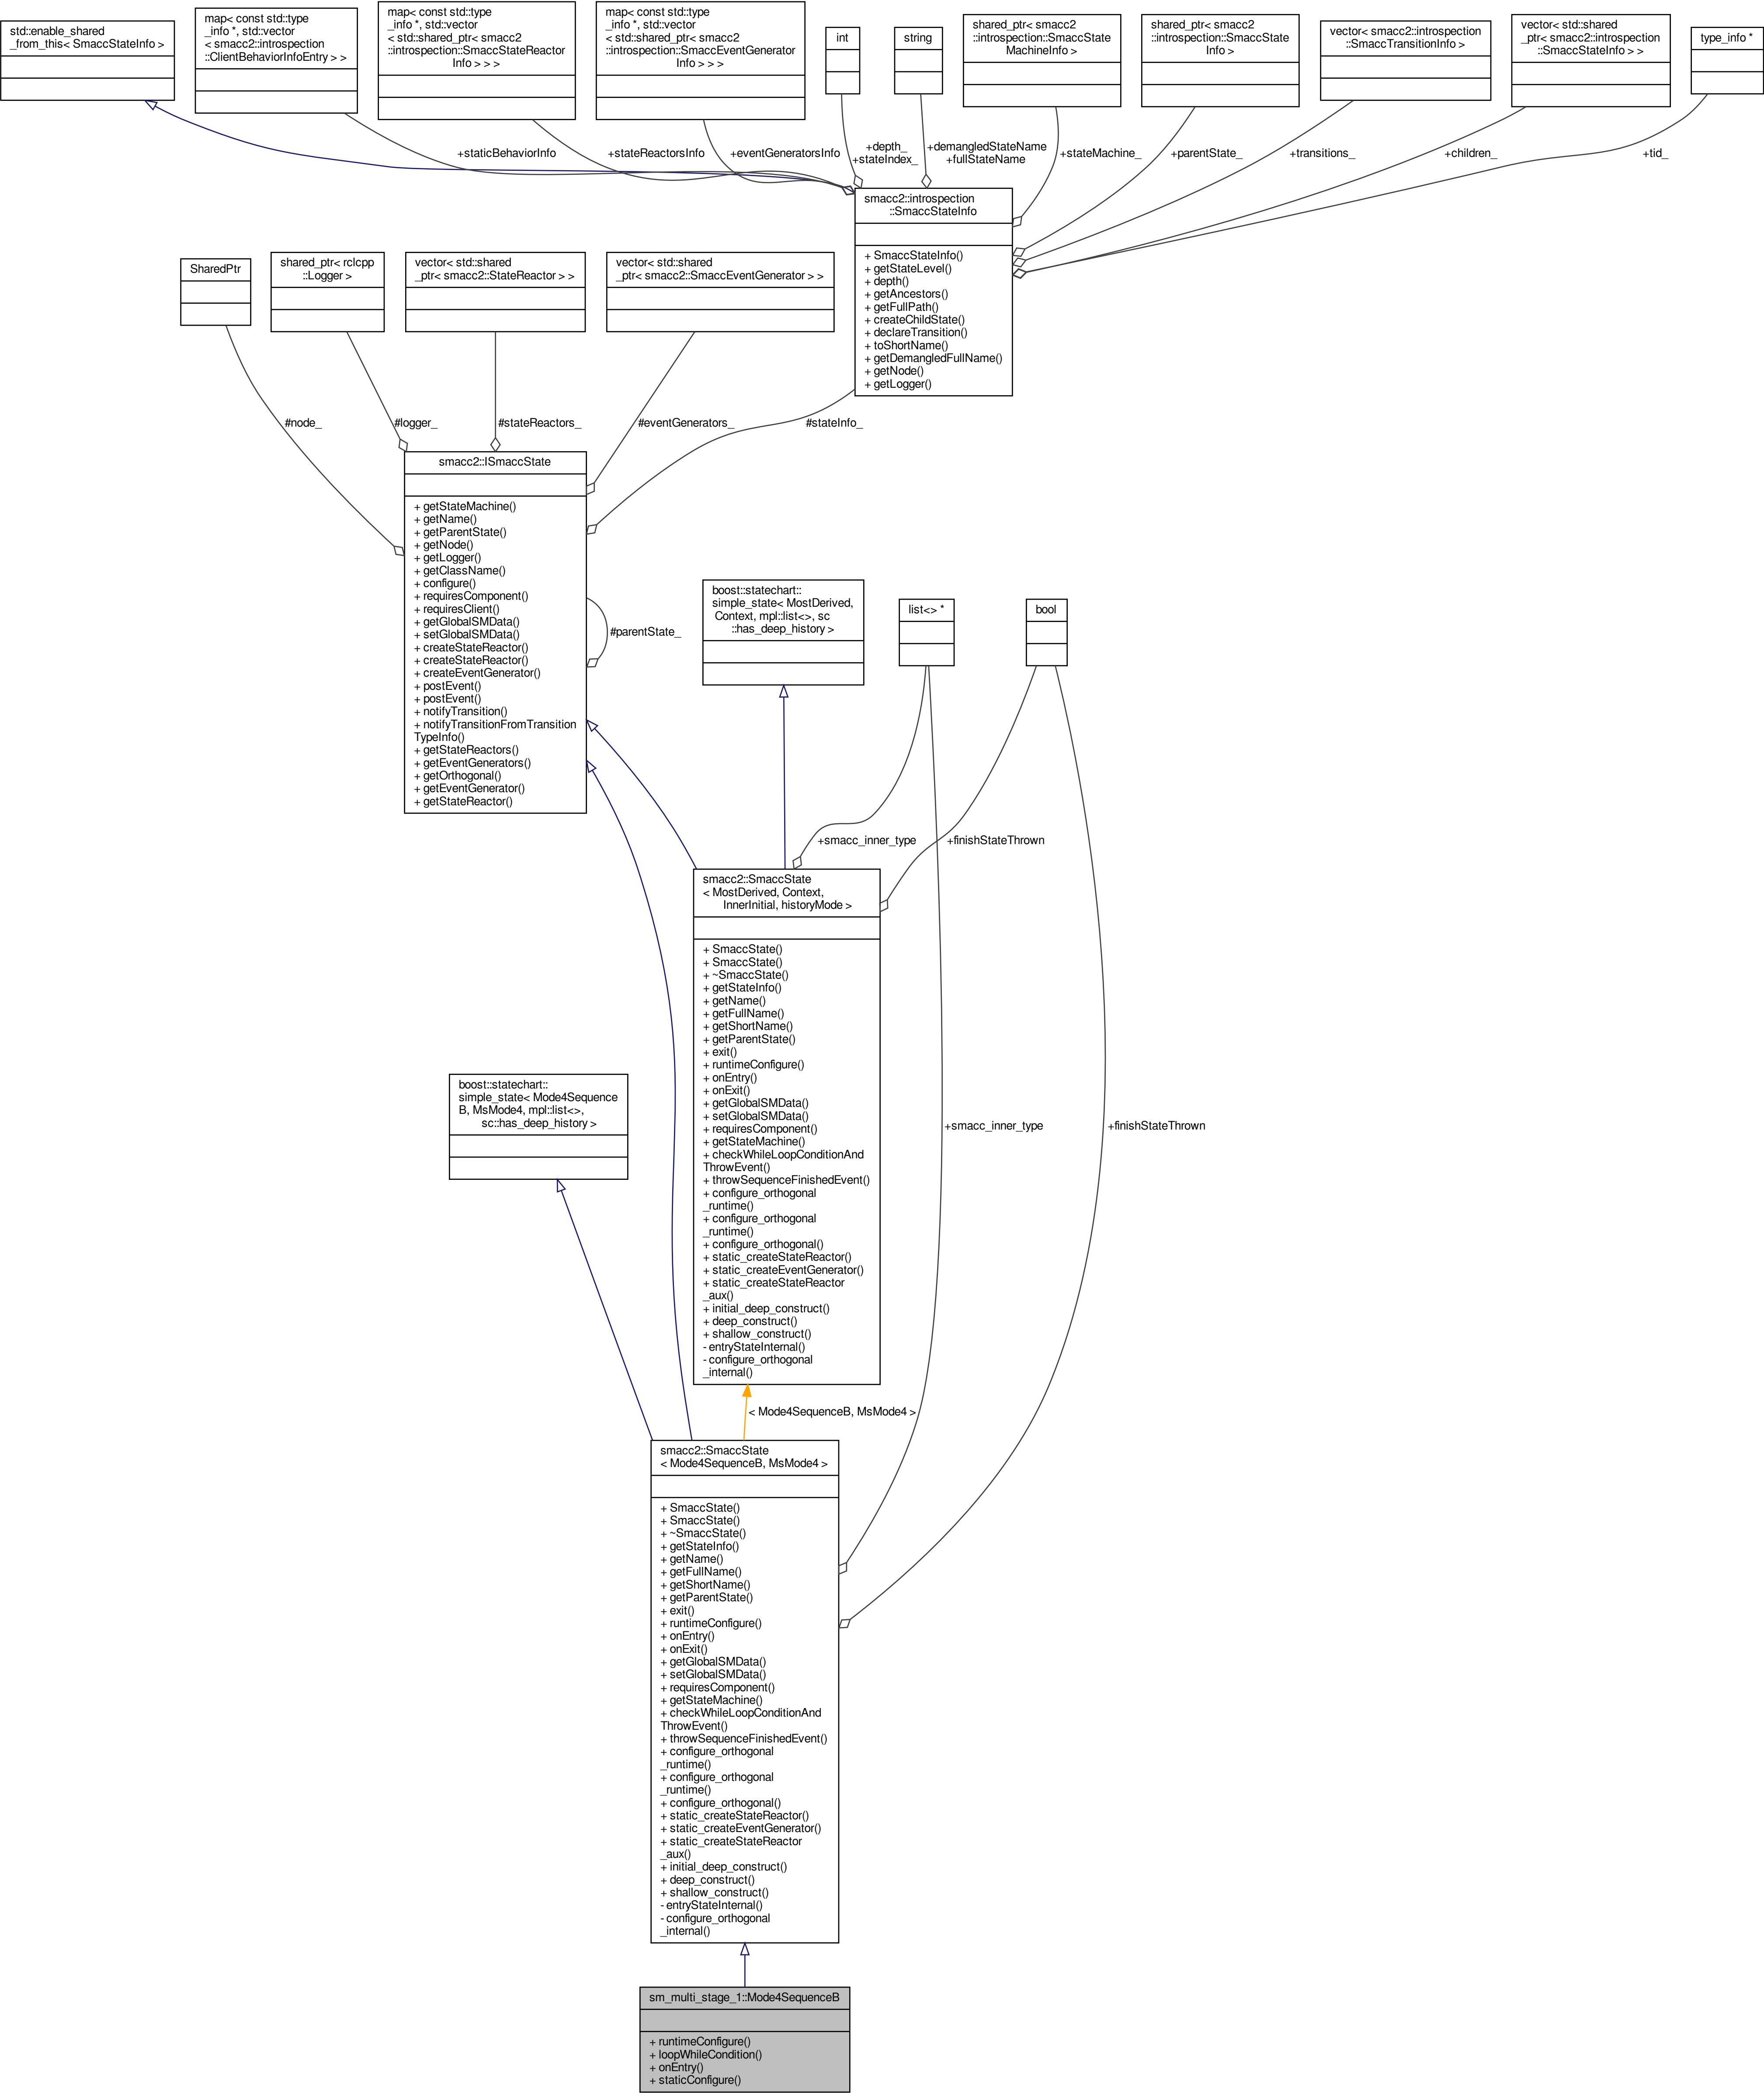 std::enable_shared
_from_this< SmaccStateInfo >
map< const std::type
_info *, std::vector
< smacc2::introspection
::ClientBehaviorInfoEntry > >
map< const std::type
_info *, std::vector
< std::shared_ptr< smacc2
::introspection::SmaccStateReactor
Info > > >
map< const std::type
_info *, std::vector
< std::shared_ptr< smacc2
::introspection::SmaccEventGenerator
Info > > >
int
string
shared_ptr< smacc2
::introspection::SmaccState
MachineInfo >
shared_ptr< smacc2
::introspection::SmaccState
Info >
vector< smacc2::introspection
::SmaccTransitionInfo >
vector< std::shared
_ptr< smacc2::introspection
::SmaccStateInfo > >
type_info *
+staticBehaviorInfo
+stateReactorsInfo
+eventGeneratorsInfo
+depth_
+stateIndex_
+demangledStateName
+fullStateName
+stateMachine_
+parentState_
+transitions_
+children_
+tid_
smacc2::introspection
::SmaccStateInfo
+ SmaccStateInfo()
+ getStateLevel()
+ depth()
+ getAncestors()
+ getFullPath()
+ createChildState()
+ declareTransition()
+ toShortName()
+ getDemangledFullName()
+ getNode()
+ getLogger()
SharedPtr
shared_ptr< rclcpp
::Logger >
vector< std::shared
_ptr< smacc2::StateReactor > >
vector< std::shared
_ptr< smacc2::SmaccEventGenerator > >
#node_
#logger_
#stateReactors_
#eventGenerators_
#stateInfo_
smacc2::ISmaccState
+ getStateMachine()
+ getName()
+ getParentState()
+ getNode()
+ getLogger()
+ getClassName()
+ configure()
+ requiresComponent()
+ requiresClient()
+ getGlobalSMData()
+ setGlobalSMData()
+ createStateReactor()
+ createStateReactor()
+ createEventGenerator()
+ postEvent()
+ postEvent()
+ notifyTransition()
+ notifyTransitionFromTransition
TypeInfo()
+ getStateReactors()
+ getEventGenerators()
+ getOrthogonal()
+ getEventGenerator()
+ getStateReactor()
#parentState_
boost::statechart::
simple_state< MostDerived,
Context, mpl::list<>, sc
::has_deep_history >
list<> *
bool
+smacc_inner_type
+finishStateThrown
smacc2::SmaccState
< MostDerived, Context,
InnerInitial, historyMode >
+ SmaccState()
+ SmaccState()
+ ~SmaccState()
+ getStateInfo()
+ getName()
+ getFullName()
+ getShortName()
+ getParentState()
+ exit()
+ runtimeConfigure()
+ onEntry()
+ onExit()
+ getGlobalSMData()
+ setGlobalSMData()
+ requiresComponent()
+ getStateMachine()
+ checkWhileLoopConditionAnd
ThrowEvent()
+ throwSequenceFinishedEvent()
+ configure_orthogonal
_runtime()
+ configure_orthogonal
_runtime()
+ configure_orthogonal()
+ static_createStateReactor()
+ static_createEventGenerator()
+ static_createStateReactor
_aux()
+ initial_deep_construct()
+ deep_construct()
+ shallow_construct()
- entryStateInternal()
- configure_orthogonal
_internal()
boost::statechart::
simple_state< Mode4Sequence
B, MsMode4, mpl::list<>,
sc::has_deep_history >
+smacc_inner_type
+finishStateThrown
< Mode4SequenceB, MsMode4 >
smacc2::SmaccState
< Mode4SequenceB, MsMode4 >
+ SmaccState()
+ SmaccState()
+ ~SmaccState()
+ getStateInfo()
+ getName()
+ getFullName()
+ getShortName()
+ getParentState()
+ exit()
+ runtimeConfigure()
+ onEntry()
+ onExit()
+ getGlobalSMData()
+ setGlobalSMData()
+ requiresComponent()
+ getStateMachine()
+ checkWhileLoopConditionAnd
ThrowEvent()
+ throwSequenceFinishedEvent()
+ configure_orthogonal
_runtime()
+ configure_orthogonal
_runtime()
+ configure_orthogonal()
+ static_createStateReactor()
+ static_createEventGenerator()
+ static_createStateReactor
_aux()
+ initial_deep_construct()
+ deep_construct()
+ shallow_construct()
- entryStateInternal()
- configure_orthogonal
_internal()
sm_multi_stage_1::Mode4SequenceB
+ runtimeConfigure()
+ loopWhileCondition()
+ onEntry()
+ staticConfigure()